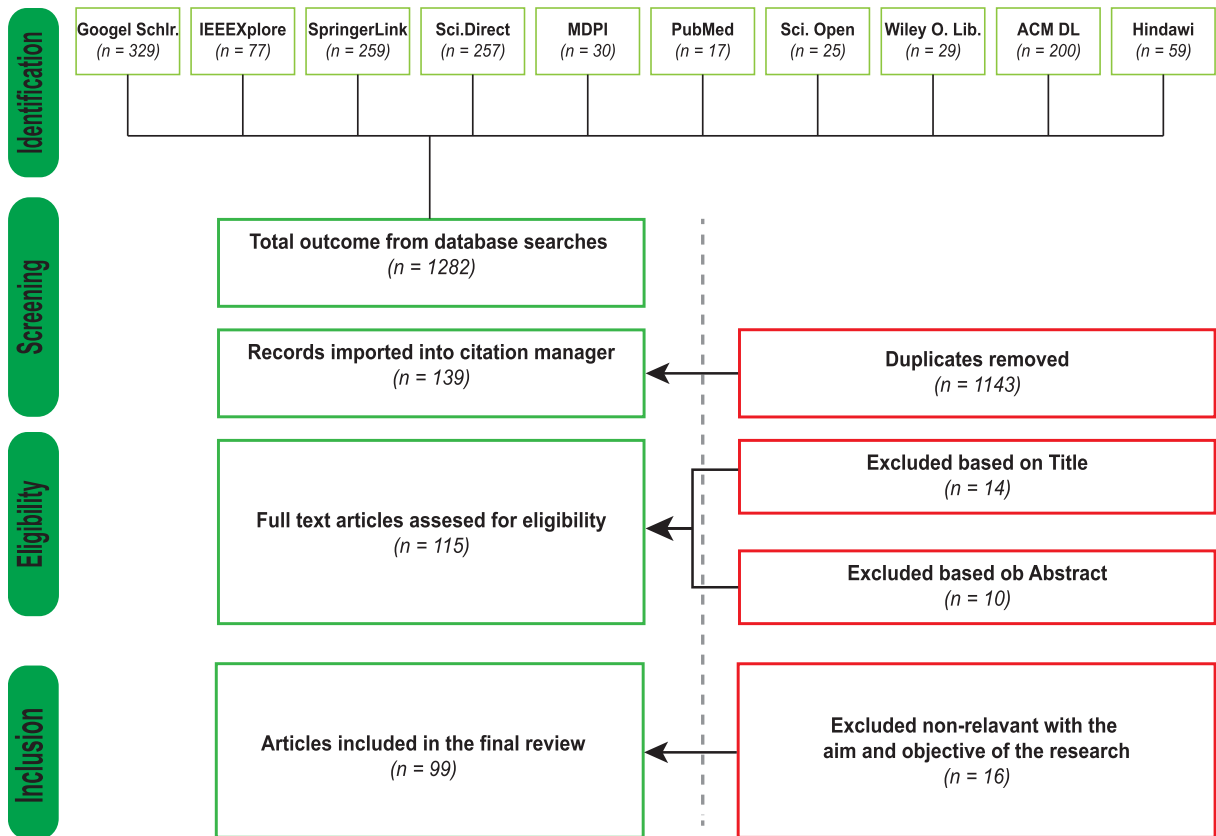 Identification
Googel Schlr.
(n = 329)
IEEEXplore
(n = 77)
SpringerLink
(n = 259)
Sci.Direct
(n = 257)
MDPI
(n = 30)
PubMed
(n = 17)
Sci. Open
(n = 25)
Wiley O. Lib.
(n = 29)
ACM DL
(n = 200)
Hindawi
(n = 59)
Screening
Total outcome from database searches
(n = 1282)
Records imported into citation manager
(n = 139)
Duplicates removed
(n = 1143)
Eligibility
Full text articles assesed for eligibility
(n = 115)
Excluded based on Title
(n = 14)
Excluded based ob Abstract
(n = 10)
Inclusion
Articles included in the final review
(n = 99)
Excluded non-relavant with the
aim and objective of the research
(n = 16)